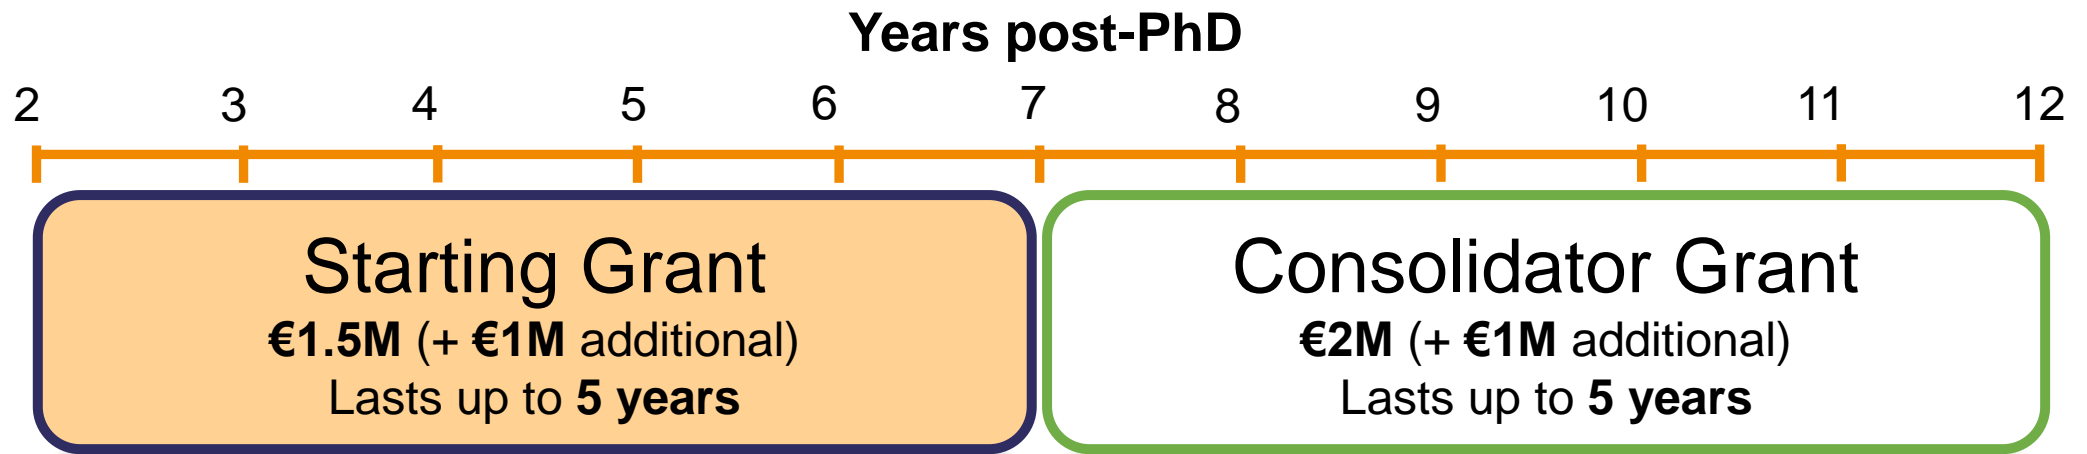 Years post-PhD
2 3 4 5 6 7 8 9 10 11 12
Starting Grant
€1.5M (+ €1M additional)
Lasts up to 5 years
Consolidator Grant
€2M (+ €1M additional)
Lasts up to 5 years